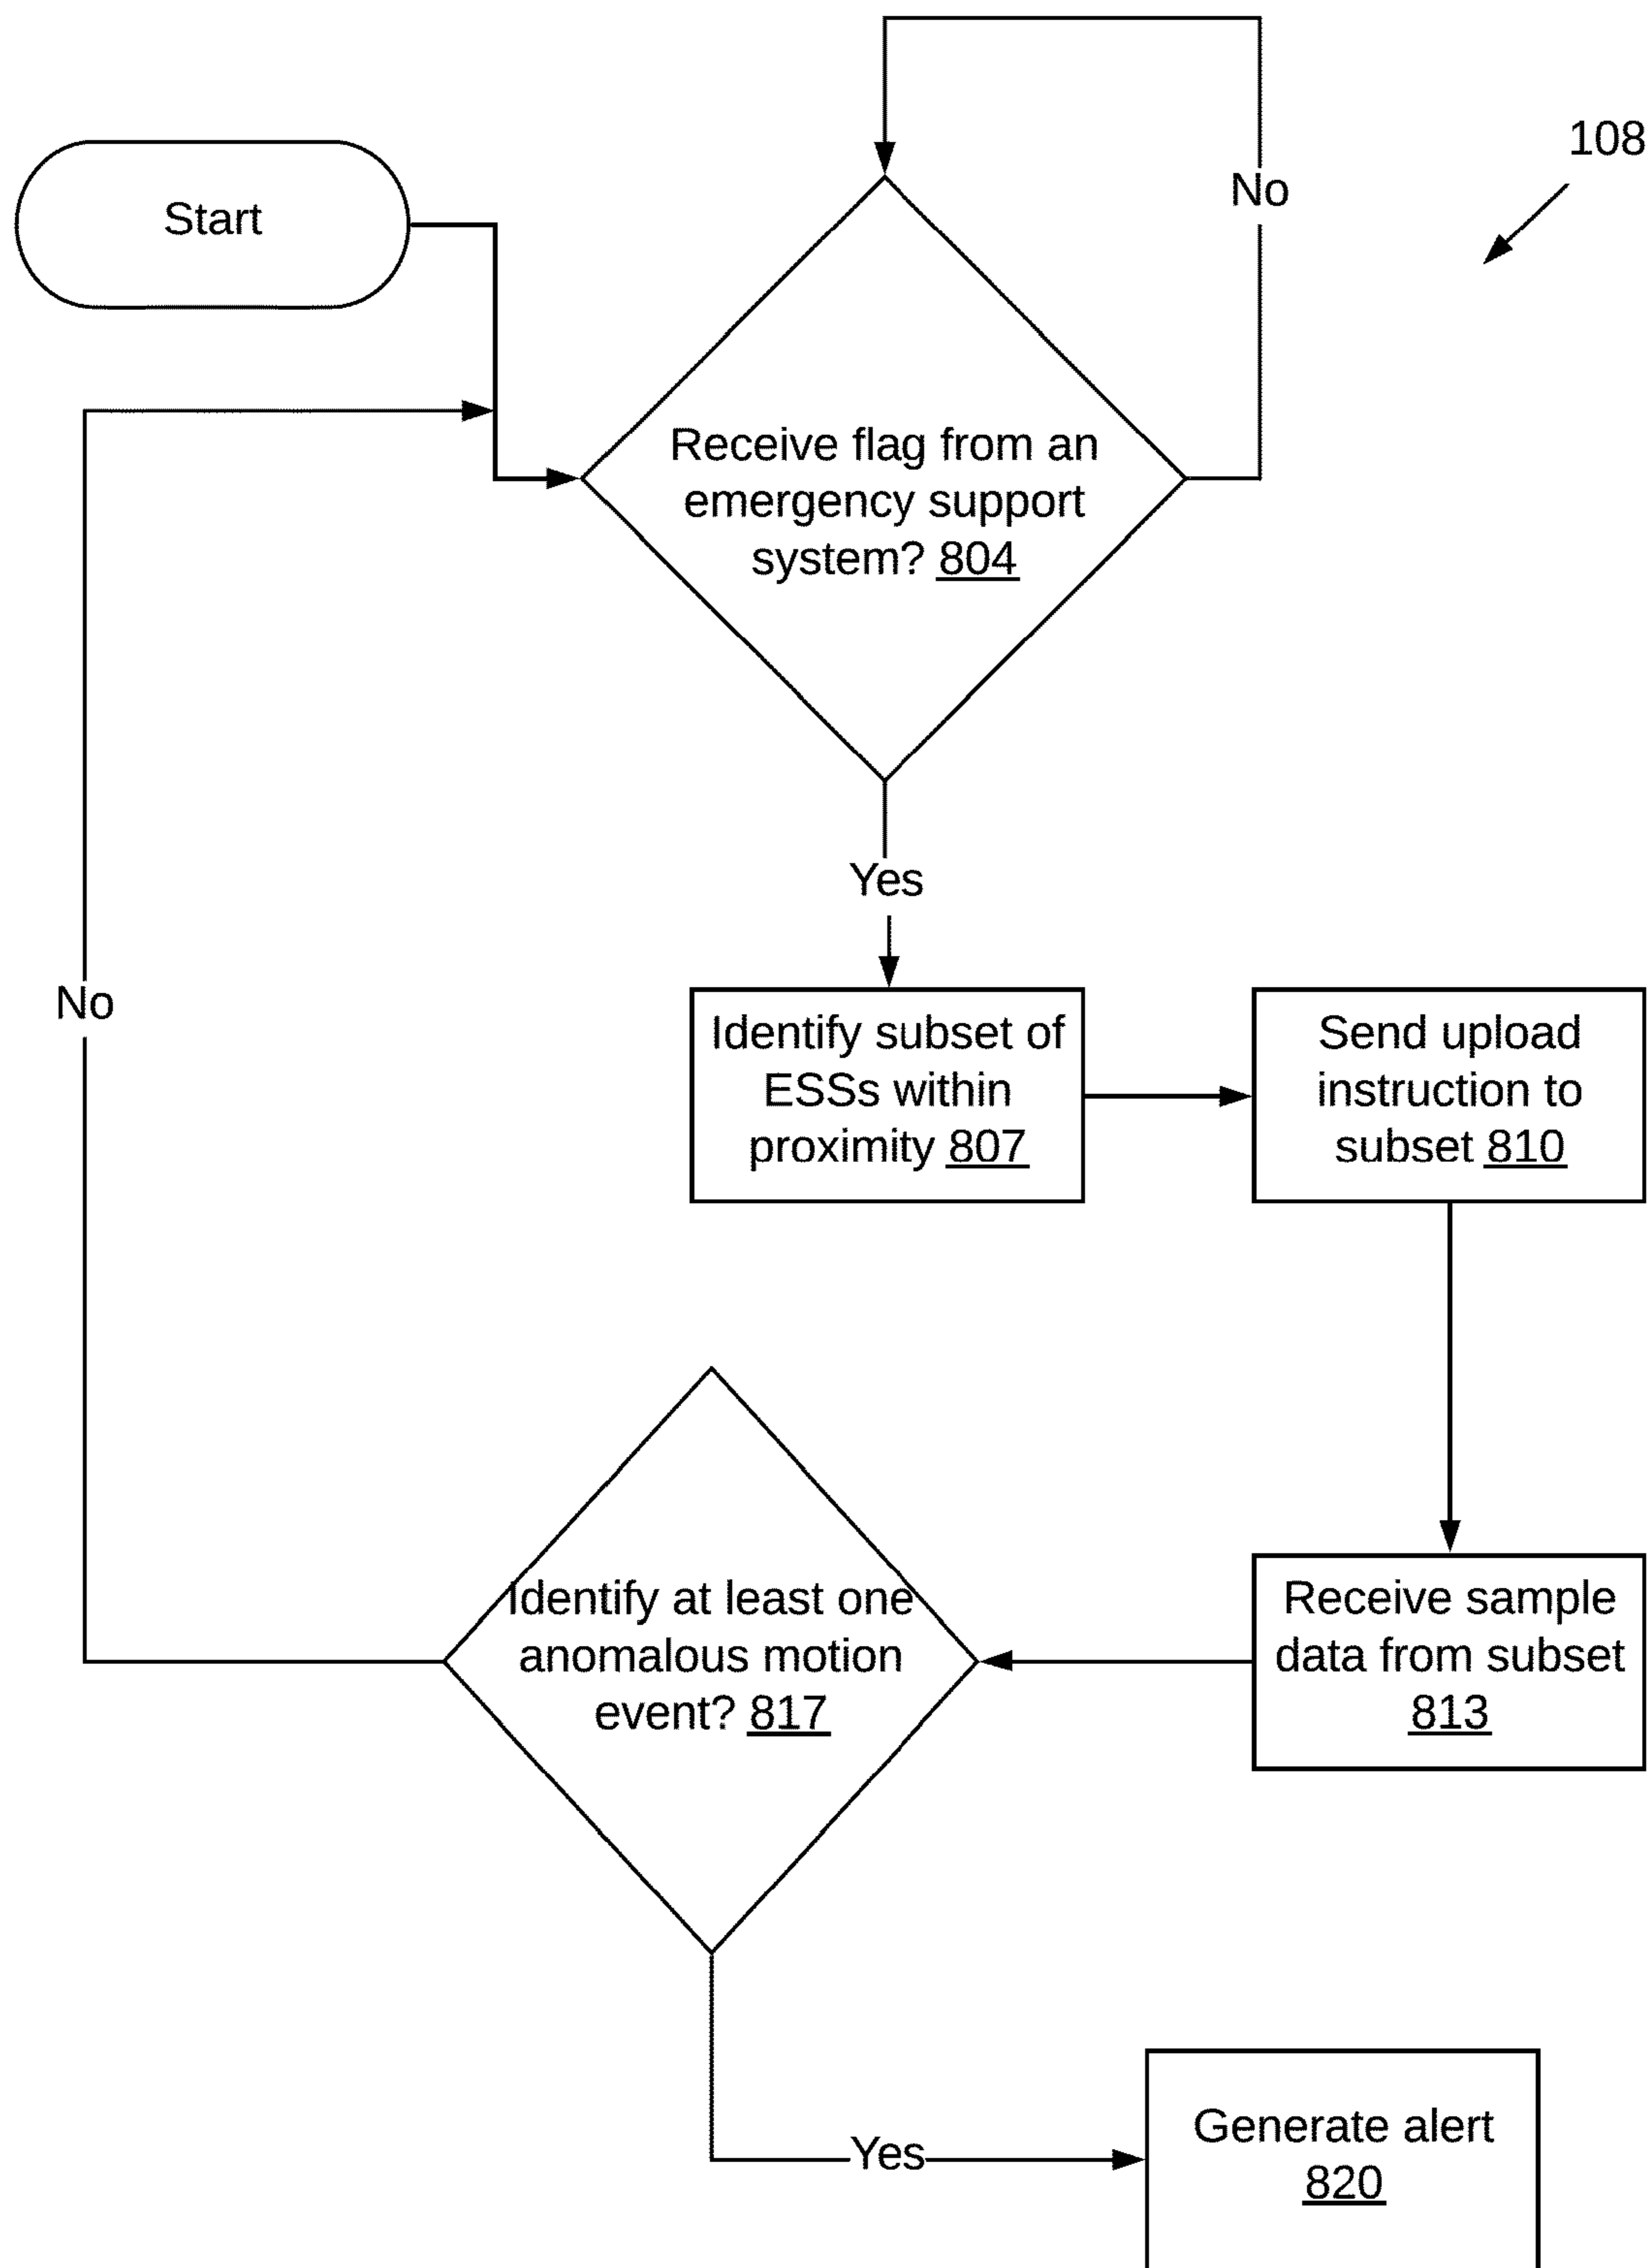 108
Start
No
Receive flag from an
emergency support
system? 804
Yes
No
Identify subset of
ESSs within
proximity 807
Send upload
instruction to
subset 810
Identify at least one
anomalous motion
event? 817
Receive sample
data from subset
813
Yes
Generate alert
820